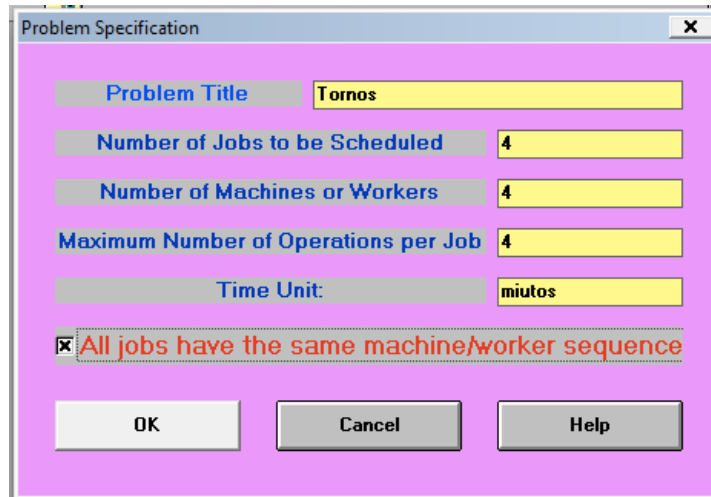 Problem Specification
Problem Title Tornos
Number of Jobs to be Scheduled 4
Number of Machines or Workers 4
Maximum Number of Operations per Job 4
Time Unit: miutos
All jobs have the same machine/worker sequence
OK Cancel Help